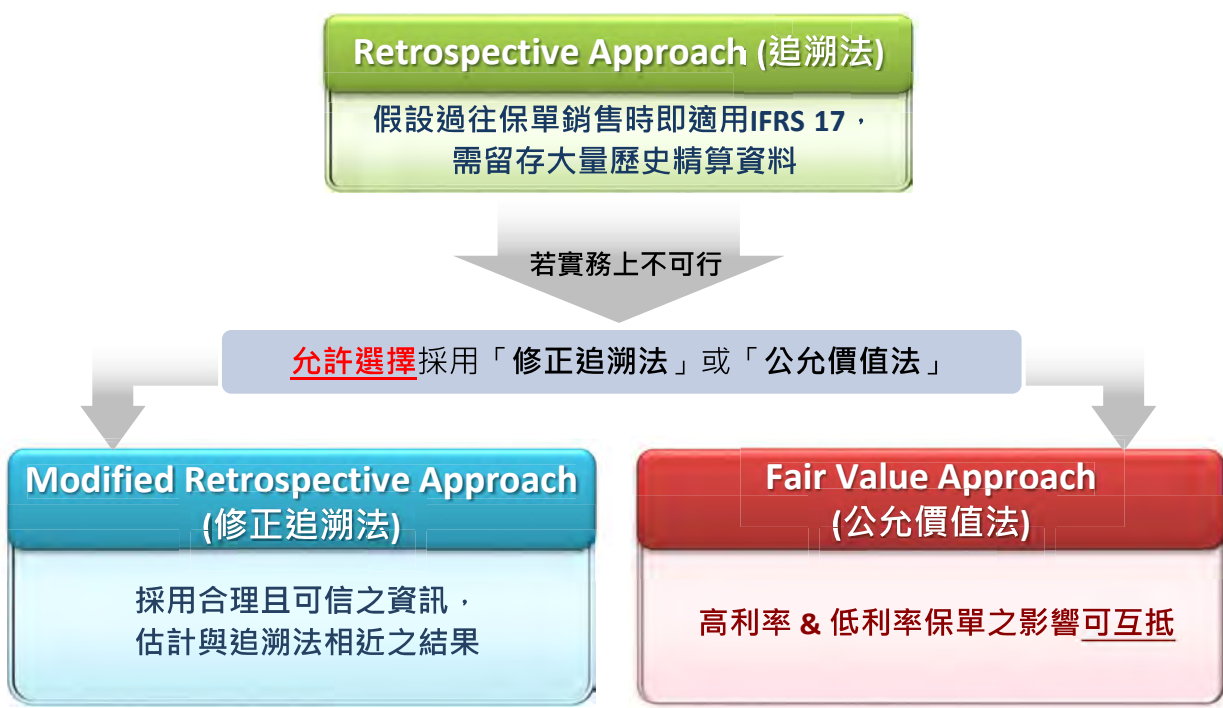 Retrospective Approach (追溯法)
假設過往保單銷售時即適用IFRS 17，
需留存大量歷史精算資料
若實務上不可行
允許選擇採用「修正追溯法」或「公允價值法」
Modified Retrospective Approach
(修正追溯法)
採用合理且可信之資訊，
估計與追溯法相近之結果
Fair Value Approach
(公允價值法)
高利率 & 低利率保單之影響可互抵